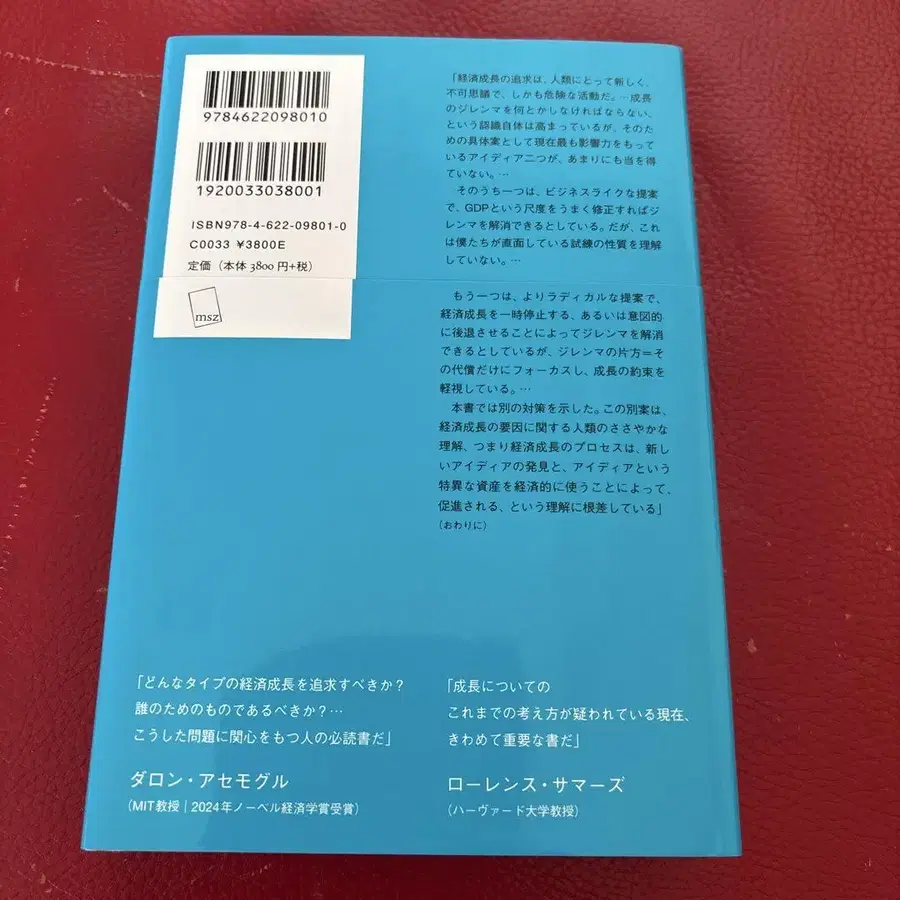 9784622098010
1920033038001
ISBN978-4-622-09801-0
C0033 ¥3800E
定価（本体 3800 円+税）
msz
「経済成長の追求は、人類にとって新しく、
不可思議で、しかも危険な活動だ。…成長
のジレンマを何とかしなければならない、
という認識自体は高まっているが、そのた
めの具体案として現在最も影響力をもって
いるアイディア二つが、あまりにも当を得
ていない。…
そのうち一つは、ビジネスライクな提案
で、GDPという尺度をうまく修正すればジ
レンマを解消できるとしている。だが、これ
は僕たちが直面している試練の性質を理解
していない。…
もう一つは、よりラディカルな提案で、
経済成長を一時停止する、あるいは意図的
に後退させることによってジレンマを解消
できるとしているが、ジレンマの片方＝そ
の代償だけにフォーカスし、成長の約束を
軽視している。…
本書では別の対策を示した。この別案は、
経済成長の要因に関する人類のささやかな
理解、つまり経済成長のプロセスは、新し
いアイディアの発見と、アイディアという
特異な資産を経済的に使うことによって、
促進される、という理解に根差している」
（おわりに）
「どんなタイプの経済成長を追求すべきか？
誰のためのものであるべきか？…
こうした問題に関心をもつ人の必読書だ」
ダロン・アセモグル
（MIT教授｜2024年ノーベル経済学賞受賞）
「成長についての
これまでの考え方が疑われている現在、
きわめて重要な書だ」
ローレンス・サマーズ
（ハーヴァード大学教授）